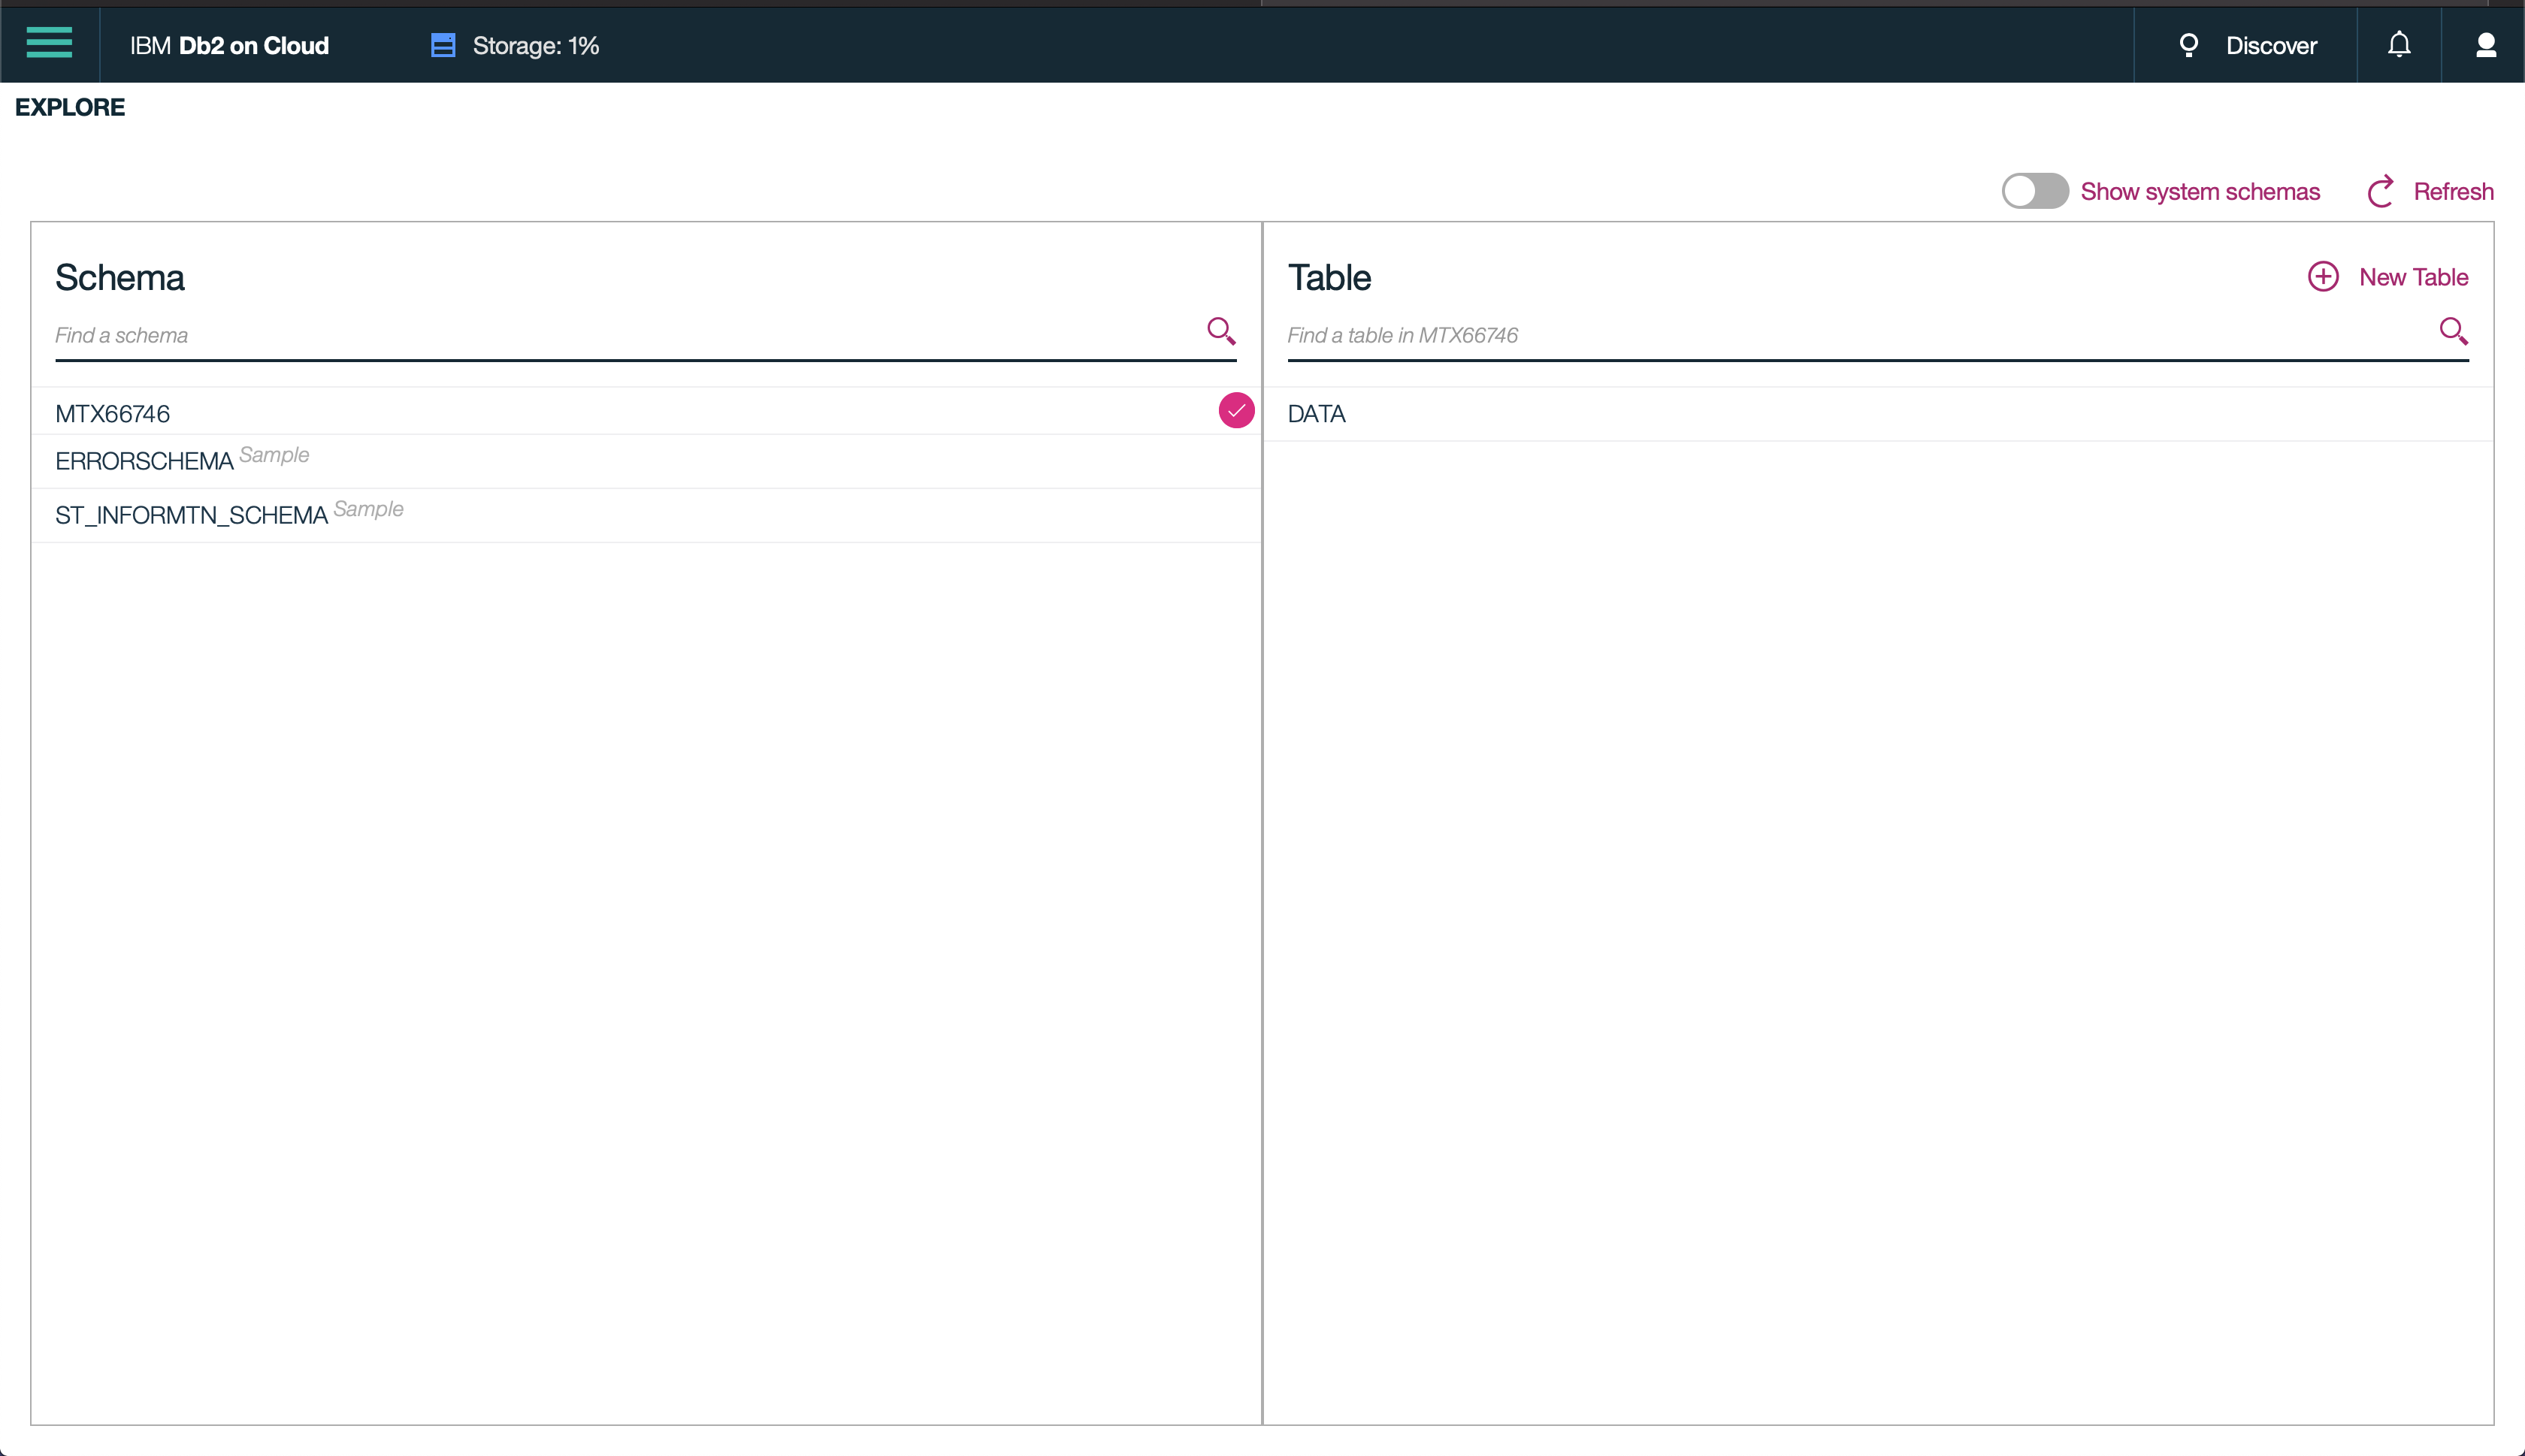 IBM Db2 on Cloud Storage: 1% Discover
EXPLORE
Show system schemas Refresh
Schema
Find a schema
MTX66746
ERRORSCHEMA Sample
ST_INFORMTN_SCHEMA Sample
Table New Table
Find a table in MTX66746
DATA